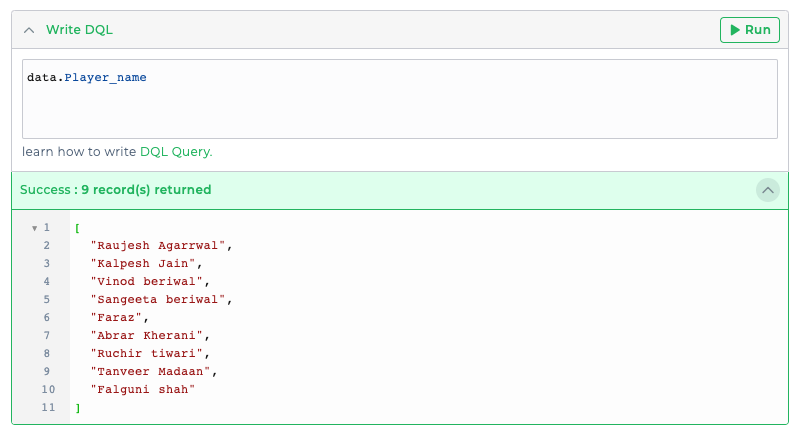 Write DQL
Run
data.Player_name
learn how to write DQL Query.
Success : 9 record(s) returned
1 [
2 "Raujesh Agarrwal",
3 "Kalpesh Jain",
4 "Vinod beriwal",
5 "Sangeeta beriwal",
6 "Faraz",
7 "Abrar Kherani",
8 "Ruchir tiwari",
9 "Tanveer Madaan",
10 "Falguni shah"
11 ]